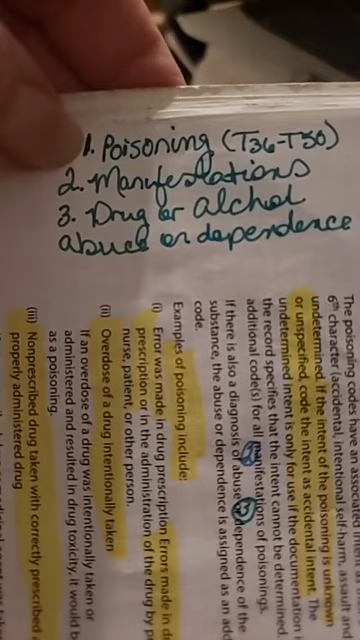 1. Poisoning (T36-T50)
2. Manifestations
3. Drug or alchol
abuse or dependence
The poisoning codes have an associated intent
6th character (accidental, intentional self-harm, assault an
undetermined. If the intent of the poisoning is unknown
or unspecified, code the intent as accidental intent. The
undetermined intent is only for use if the documentation i
the record specifies that the intent cannot be determined
additional code(s) for all manifestations of poisonings.
If there is also a diagnosis of abuse dependence of the
substance, the abuse or dependence is assigned as an add
code.
Examples of poisoning include:
(i) Error was made in drug prescription Errors made in d
prescription or in the administration of the drug by p
nurse, patient, or other person.
(ii) Overdose of a drug intentionally taken
If an overdose of a drug was intentionally taken or
administered and resulted in drug toxicity, it would b
as a poisoning.
(iii) Nonprescribed drug taken with correctly prescribed
properly administered drug